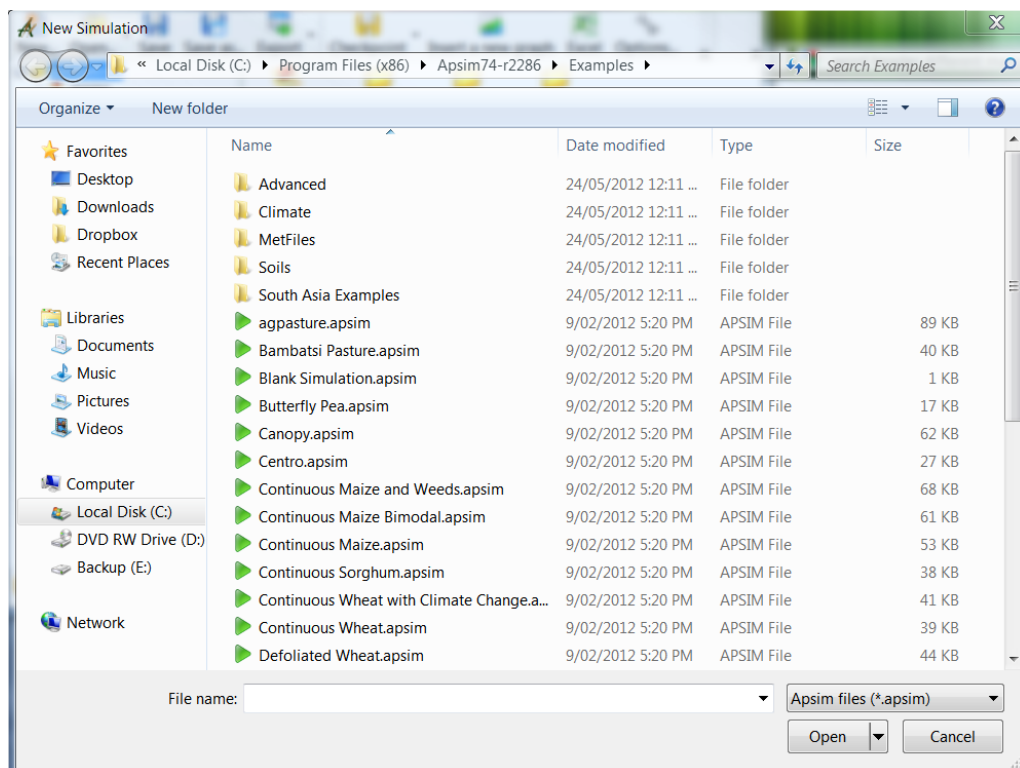 New Simulation
« Local Disk (C:) ▸ Program Files (x86) ▸ Apsim74-r2286 ▸ Examples ▸ Search Examples
Organize New folder
Name Date modified Type Size
Favorites
Desktop
Downloads
Dropbox
Recent Places
Libraries
Documents
Music
Pictures
Videos
Computer
Local Disk (C:)
DVD RW Drive (D:)
Backup (E:)
Network
Advanced 24/05/2012 12:11 ... File folder
Climate 24/05/2012 12:11 ... File folder
MetFiles 24/05/2012 12:11 ... File folder
Soils 24/05/2012 12:11 ... File folder
South Asia Examples 24/05/2012 12:11 ... File folder
agpasture.apsim 9/02/2012 5:20 PM APSIM File 89 KB
Bambatsi Pasture.apsim 9/02/2012 5:20 PM APSIM File 40 KB
Blank Simulation.apsim 9/02/2012 5:20 PM APSIM File 1 KB
Butterfly Pea.apsim 9/02/2012 5:20 PM APSIM File 17 KB
Canopy.apsim 9/02/2012 5:20 PM APSIM File 62 KB
Centro.apsim 9/02/2012 5:20 PM APSIM File 27 KB
Continuous Maize and Weeds.apsim 9/02/2012 5:20 PM APSIM File 68 KB
Continuous Maize Bimodal.apsim 9/02/2012 5:20 PM APSIM File 61 KB
Continuous Maize.apsim 9/02/2012 5:20 PM APSIM File 53 KB
Continuous Sorghum.apsim 9/02/2012 5:20 PM APSIM File 38 KB
Continuous Wheat with Climate Change.a... 9/02/2012 5:20 PM APSIM File 41 KB
Continuous Wheat.apsim 9/02/2012 5:20 PM APSIM File 39 KB
Defoliated Wheat.apsim 9/02/2012 5:20 PM APSIM File 44 KB
File name: Apsim files (*.apsim)
Open Cancel